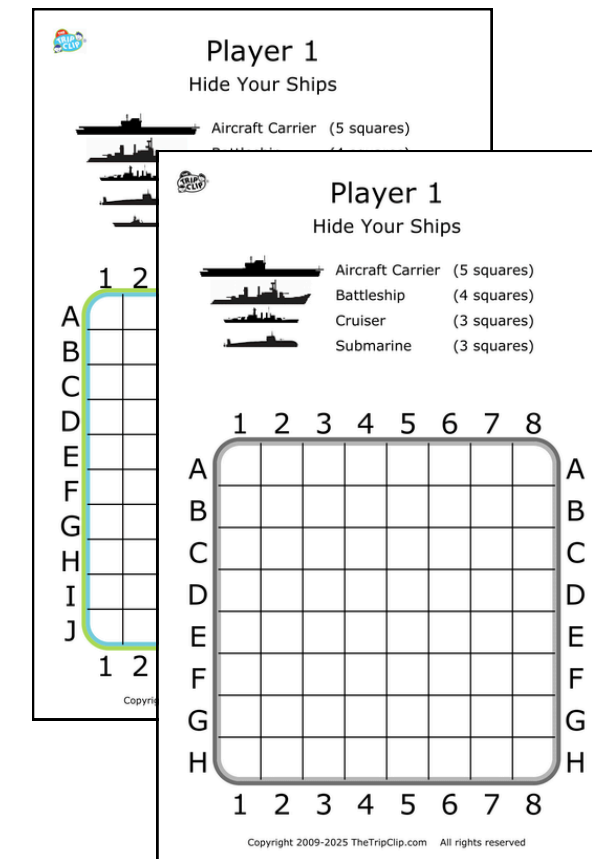 TRIP CLIP
Player 1
Hide Your Ships
Aircraft Carrier (5 squares)
1 2
A
B
C
D
E
F
G
H
I
J
1 2
TRIP CLIP
Player 1
Hide Your Ships
Aircraft Carrier (5 squares)
Battleship (4 squares)
Cruiser (3 squares)
Submarine (3 squares)
1 2 3 4 5 6 7 8
A A
B B
C C
D D
E E
F F
G G
H H
1 2 3 4 5 6 7 8
Copyright 2009-2025 TheTripClip.com All rights reserved